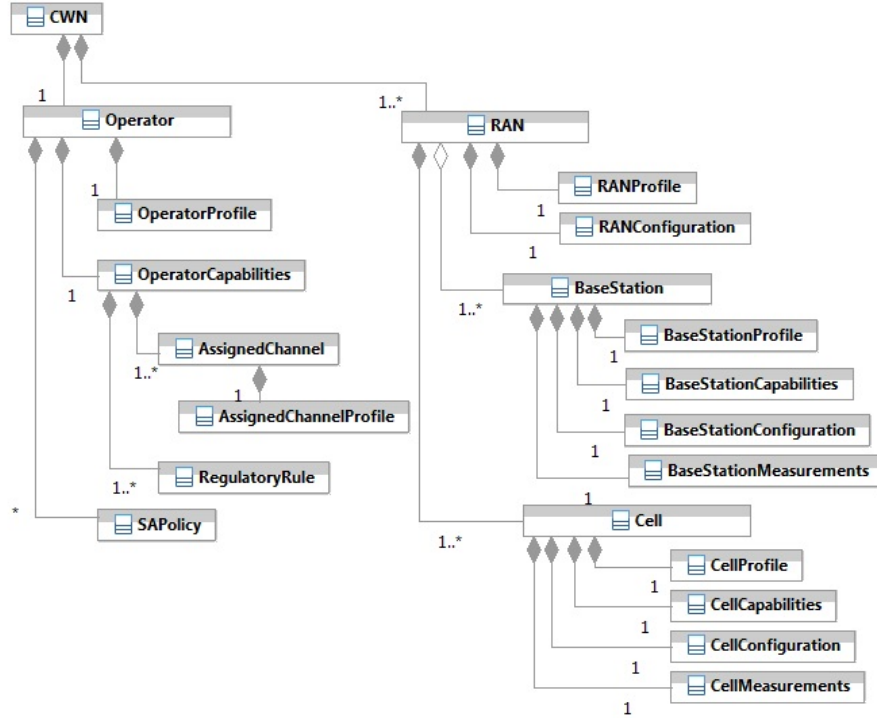 CWN
1
1..*
Operator
RAN
1
OperatorProfile
RANProfile
1
RANConfiguration
1
OperatorCapabilities
1
BaseStation
1..*
AssignedChannel
1..*
BaseStationProfile
1
1
AssignedChannelProfile
BaseStationCapabilities
1
BaseStationConfiguration
1
RegulatoryRule
1..*
BaseStationMeasurements
1
*
SAPolicy
Cell
1..*
CellProfile
1
CellCapabilities
1
CellConfiguration
1
CellMeasurements
1